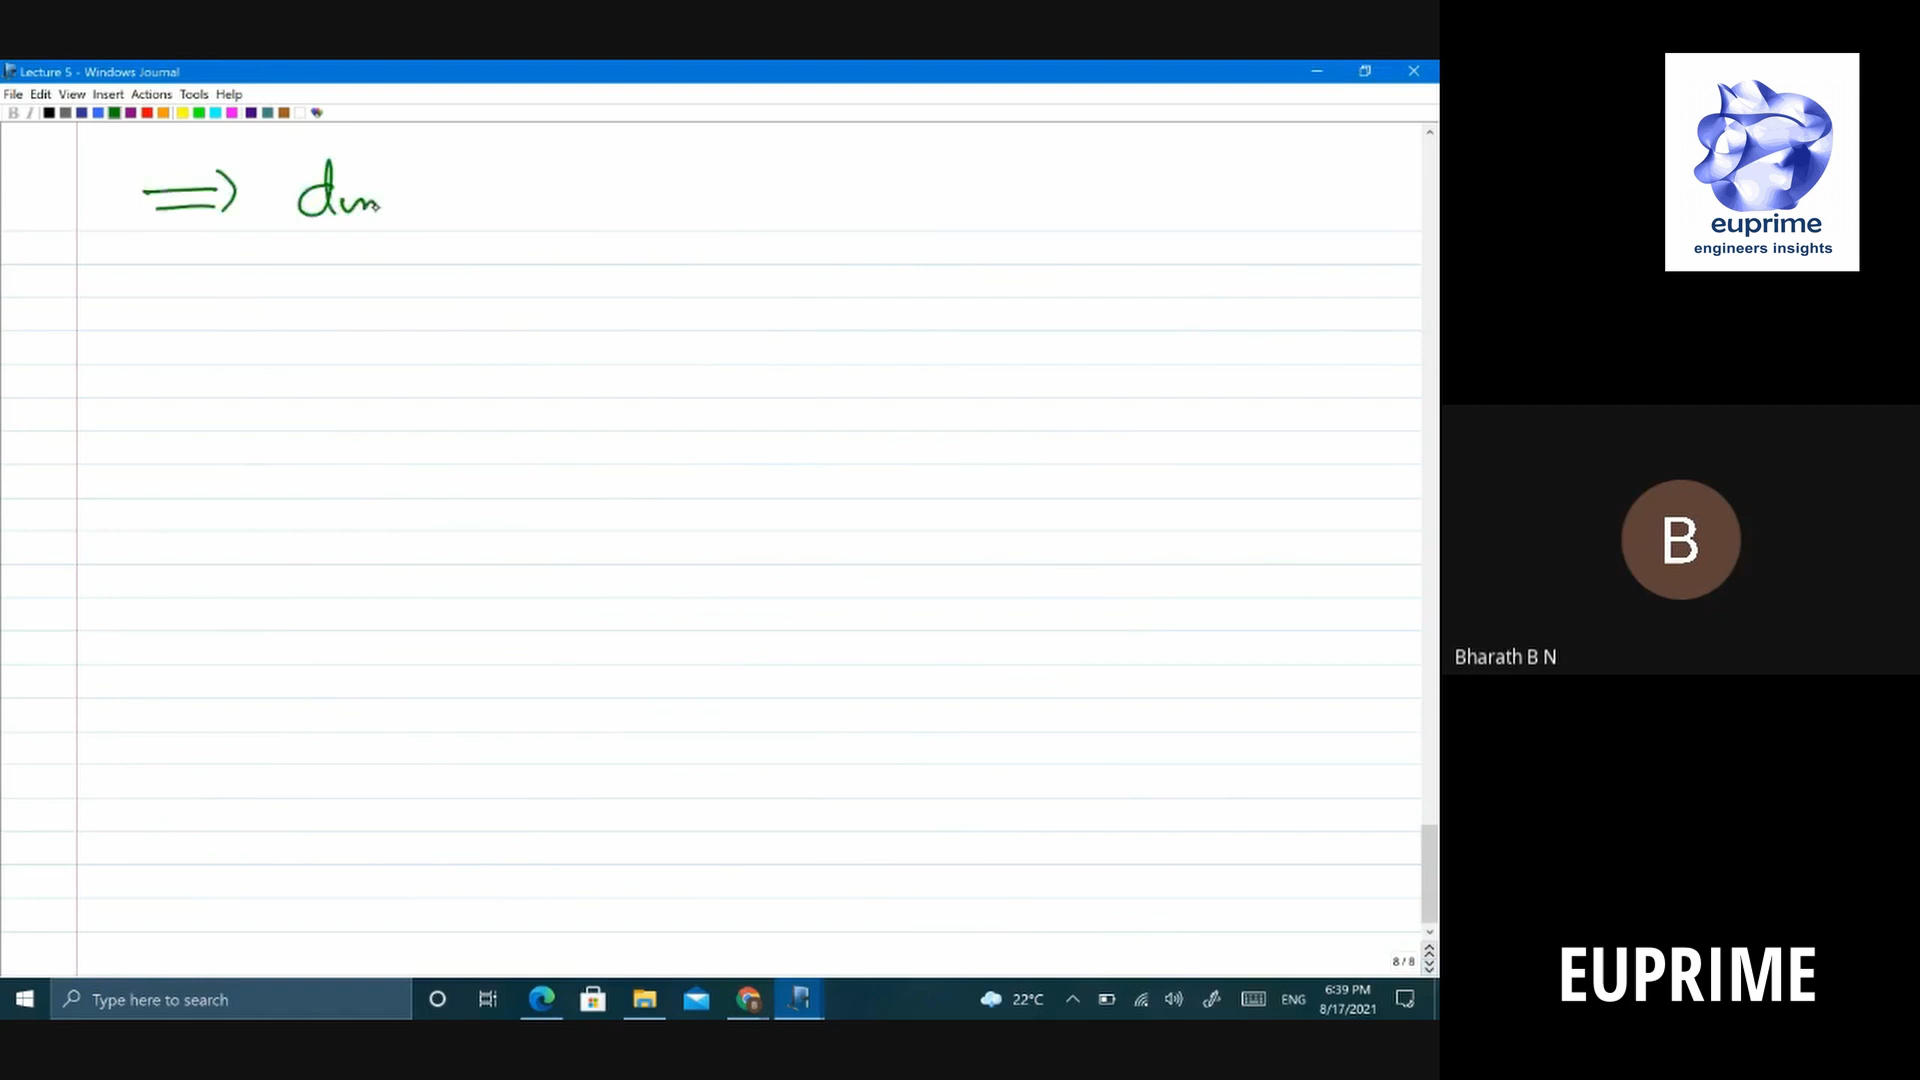 Lecture 5 - Windows Journal
File Edit View Insert Actions Tools Help
B I
⇒ dim
8 / 8
Type here to search
22°C
ENG
6:39 PM
8/17/2021
euprime
engineers insights
B
Bharath B N
EUPRIME